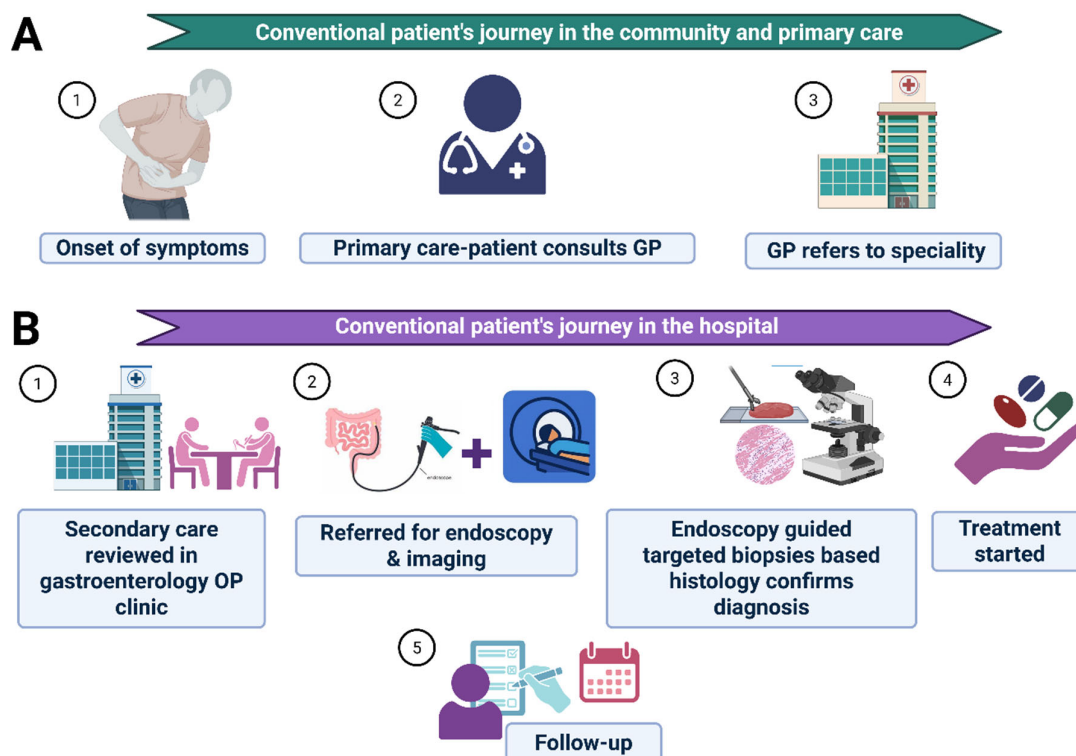 A
Conventional patient's journey in the community and primary care
1
2
3
Onset of symptoms
Primary care-patient consults GP
GP refers to speciality
B
Conventional patient's journey in the hospital
1
2
3
4
endoscope
Secondary care
reviewed in
gastroenterology OP
clinic
Referred for endoscopy
& imaging
Endoscopy guided
targeted biopsies based
histology confirms
diagnosis
Treatment
started
5
Follow-up